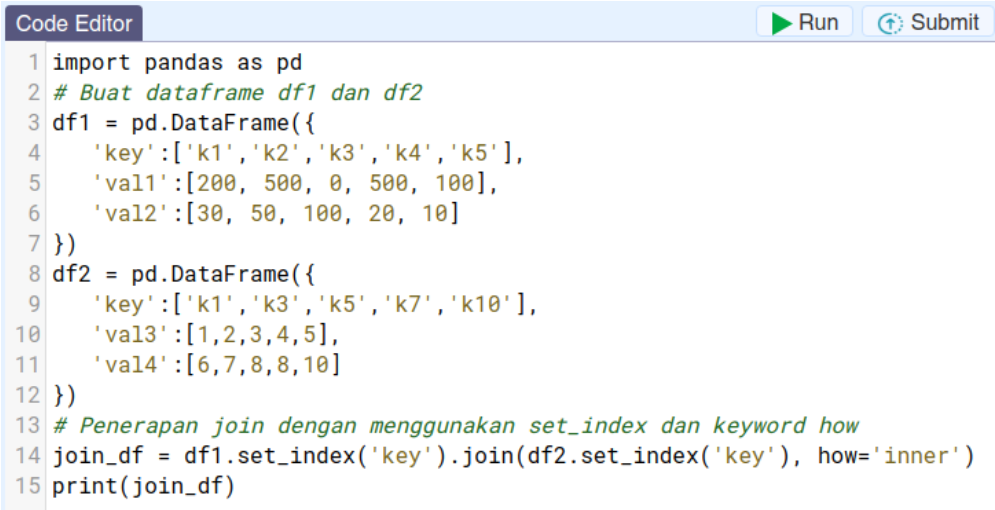 Code Editor Run Submit
1 import pandas as pd
2 # Buat dataframe df1 dan df2
3 df1 = pd.DataFrame({
4    'key':['k1','k2','k3','k4','k5'],
5    'val1':[200, 500, 0, 500, 100],
6    'val2':[30, 50, 100, 20, 10]
7 })
8 df2 = pd.DataFrame({
9    'key':['k1','k3','k5','k7','k10'],
10    'val3':[1,2,3,4,5],
11    'val4':[6,7,8,8,10]
12 })
13 # Penerapan join dengan menggunakan set_index dan keyword how
14 join_df = df1.set_index('key').join(df2.set_index('key'), how='inner')
15 print(join_df)